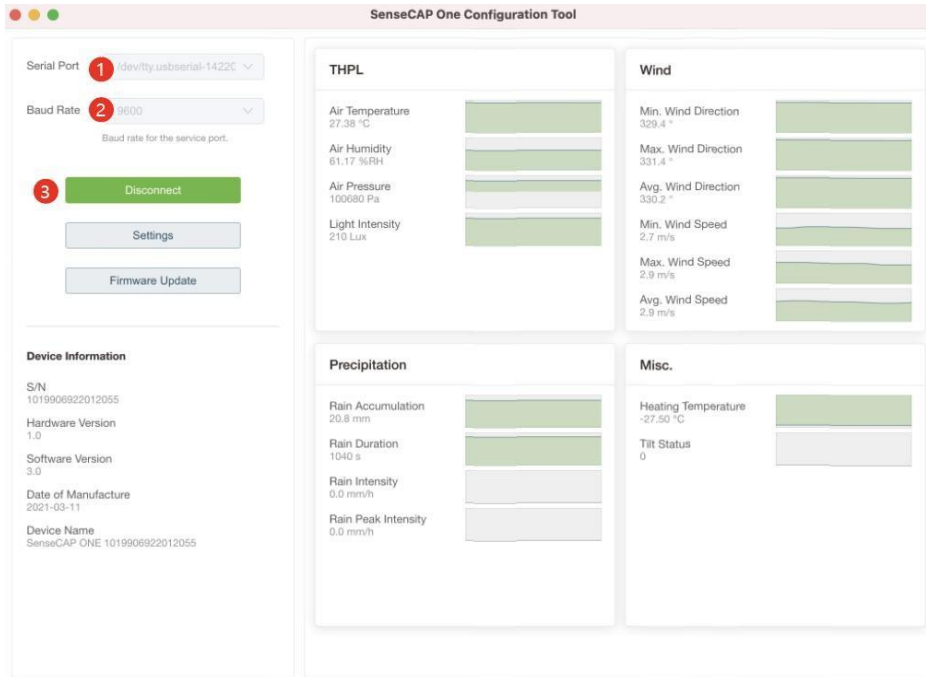 SenseCAP One Configuration Tool
Serial Port
1
/dev/tty.usbserial-1422C
Baud Rate
2
9600
Baud rate for the service port.
3
Disconnect
Settings
Firmware Update
Device Information
S/N
1019906922012055
Hardware Version
1.0
Software Version
3.0
Date of Manufacture
2021-03-11
Device Name
SenseCAP ONE 1019906922012055
THPL
Air Temperature
27.38 °C
Air Humidity
61.17 %RH
Air Pressure
100680 Pa
Light Intensity
210 Lux
Wind
Min. Wind Direction
329.4 °
Max. Wind Direction
331.4 °
Avg. Wind Direction
330.2 °
Min. Wind Speed
2.7 m/s
Max. Wind Speed
2.9 m/s
Avg. Wind Speed
2.9 m/s
Precipitation
Rain Accumulation
20.8 mm
Rain Duration
1040 s
Rain Intensity
0.0 mm/h
Rain Peak Intensity
0.0 mm/h
Misc.
Heating Temperature
-27.50 °C
Tilt Status
0